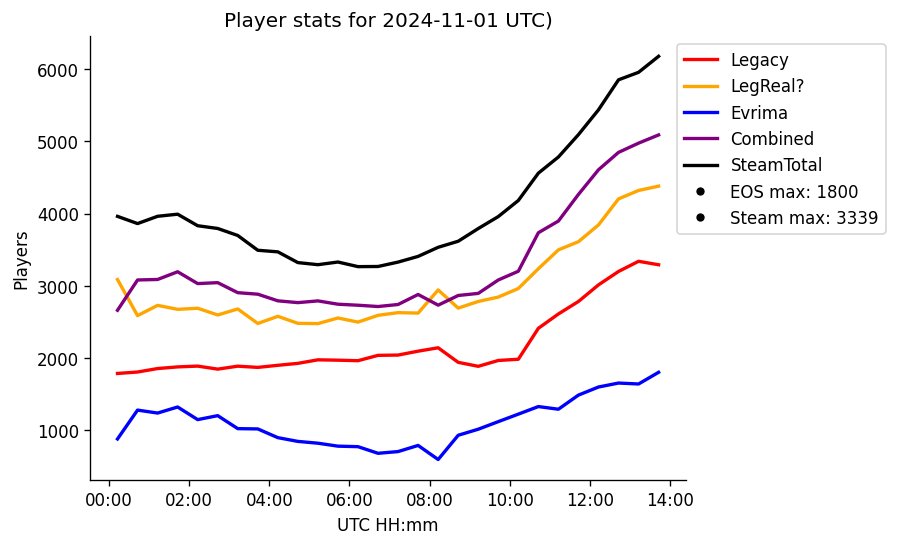 Player stats for 2024-11-01 UTC)
Players
6000
5000
4000
3000
2000
1000
00:00 02:00 04:00 06:00 08:00 10:00 12:00 14:00
UTC HH:mm
Legacy
LegReal?
Evrima
Combined
SteamTotal
EOS max: 1800
Steam max: 3339